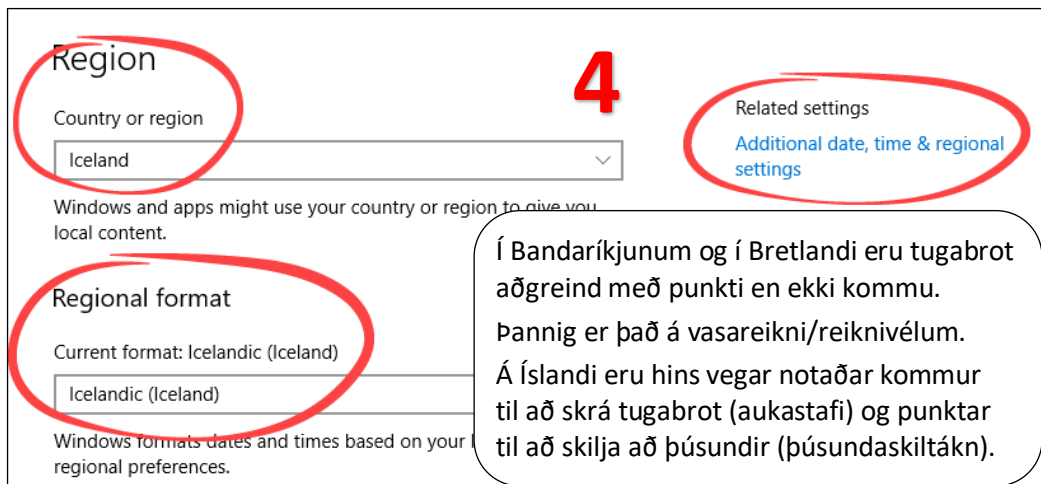 Region
4
Country or region
Iceland
Windows and apps might use your country or region to give you
local content.
Regional format
Current format: Icelandic (Iceland)
Icelandic (Iceland)
Windows formats dates and times based on your
regional preferences.
Related settings
Additional date, time & regional
settings
Í Bandaríkjunum og í Bretlandi eru tugabrot
aðgreind með punkti en ekki kommu.
Þannig er það á vasareikni/reiknivélum.
Á Íslandi eru hins vegar notaðar kommur
til að skrá tugabrot (aukastafi) og punktar
til að skilja að þúsundir (þúsundaskiltákn).